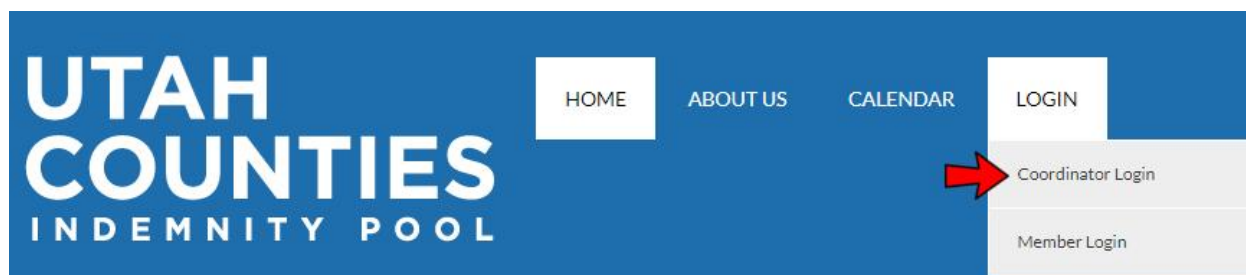 UTAH
COUNTIES
INDEMNITY POOL
HOME ABOUT US CALENDAR LOGIN
Coordinator Login
Member Login